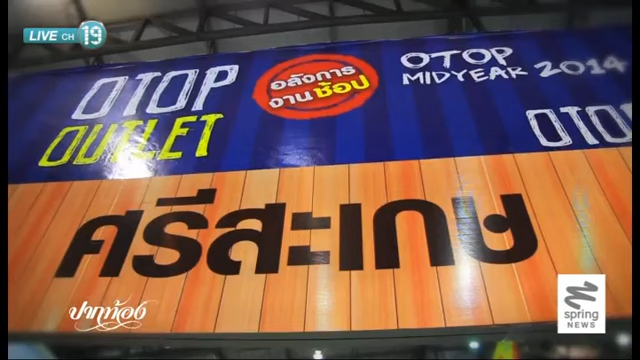 LIVE CH 19
OTOP
OUTLET
อลังการ
งานช้อป
OTOP
MIDYEAR 2014
OTO
ศรีสะเกษ
ปากท้อง
spring
NEWS